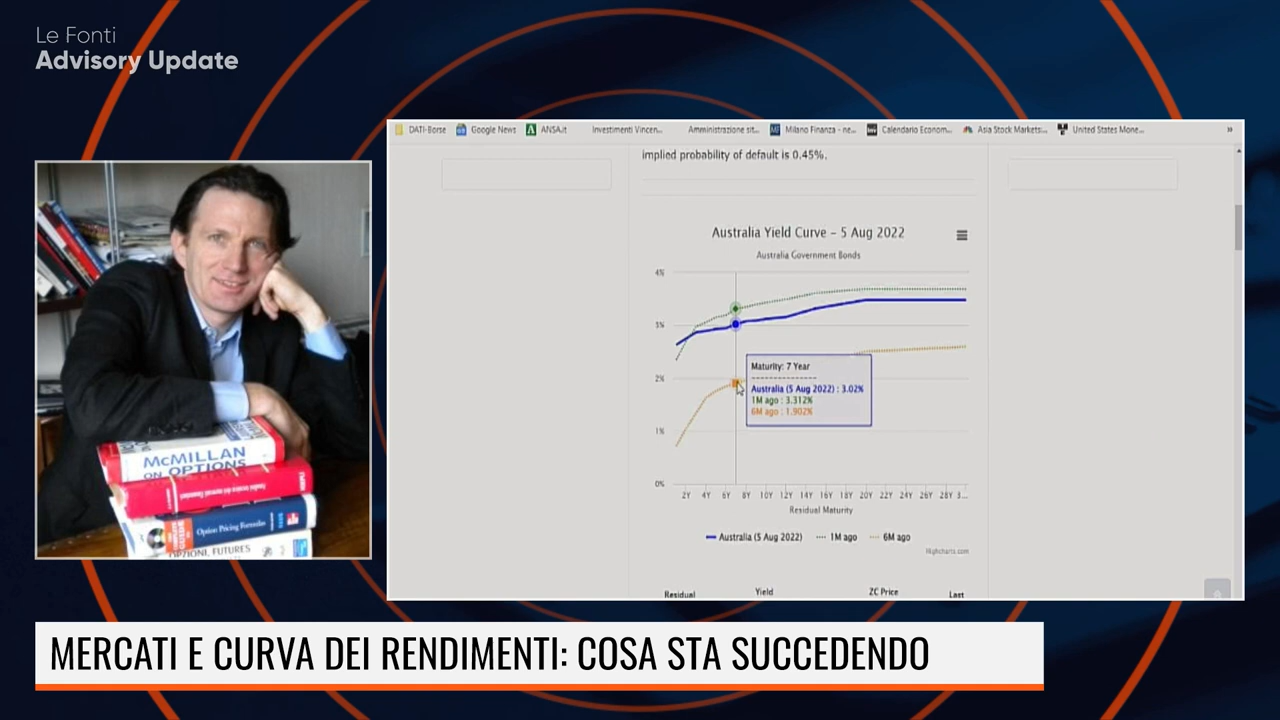 Le Fonti
Advisory Update
DATI-Borse Google News ANSA.it Investimenti Vincen... Amministrazione sit... Milano Finanza - ne... Calendario Econom... Asia Stock Markets:... United States Mone... »
implied probability of default is 0.45%.
Australia Yield Curve – 5 Aug 2022
Australia Government Bonds
4%
3%
2%
1%
0%
Maturity: 7 Year
Australia (5 Aug 2022) : 3.02%
1M ago : 3.312%
6M ago : 1.902%
2Y 4Y 6Y 8Y 10Y 12Y 14Y 16Y 18Y 20Y 22Y 24Y 26Y 28Y 3...
Residual Maturity
Australia (5 Aug 2022) 1M ago 6M ago
Highcharts.com
Residual Yield ZC Price Last
McMILLAN
ON OPTIONS
Option Pricing Formulas
OPZIONI, FUTURES
MERCATI E CURVA DEI RENDIMENTI: COSA STA SUCCEDENDO